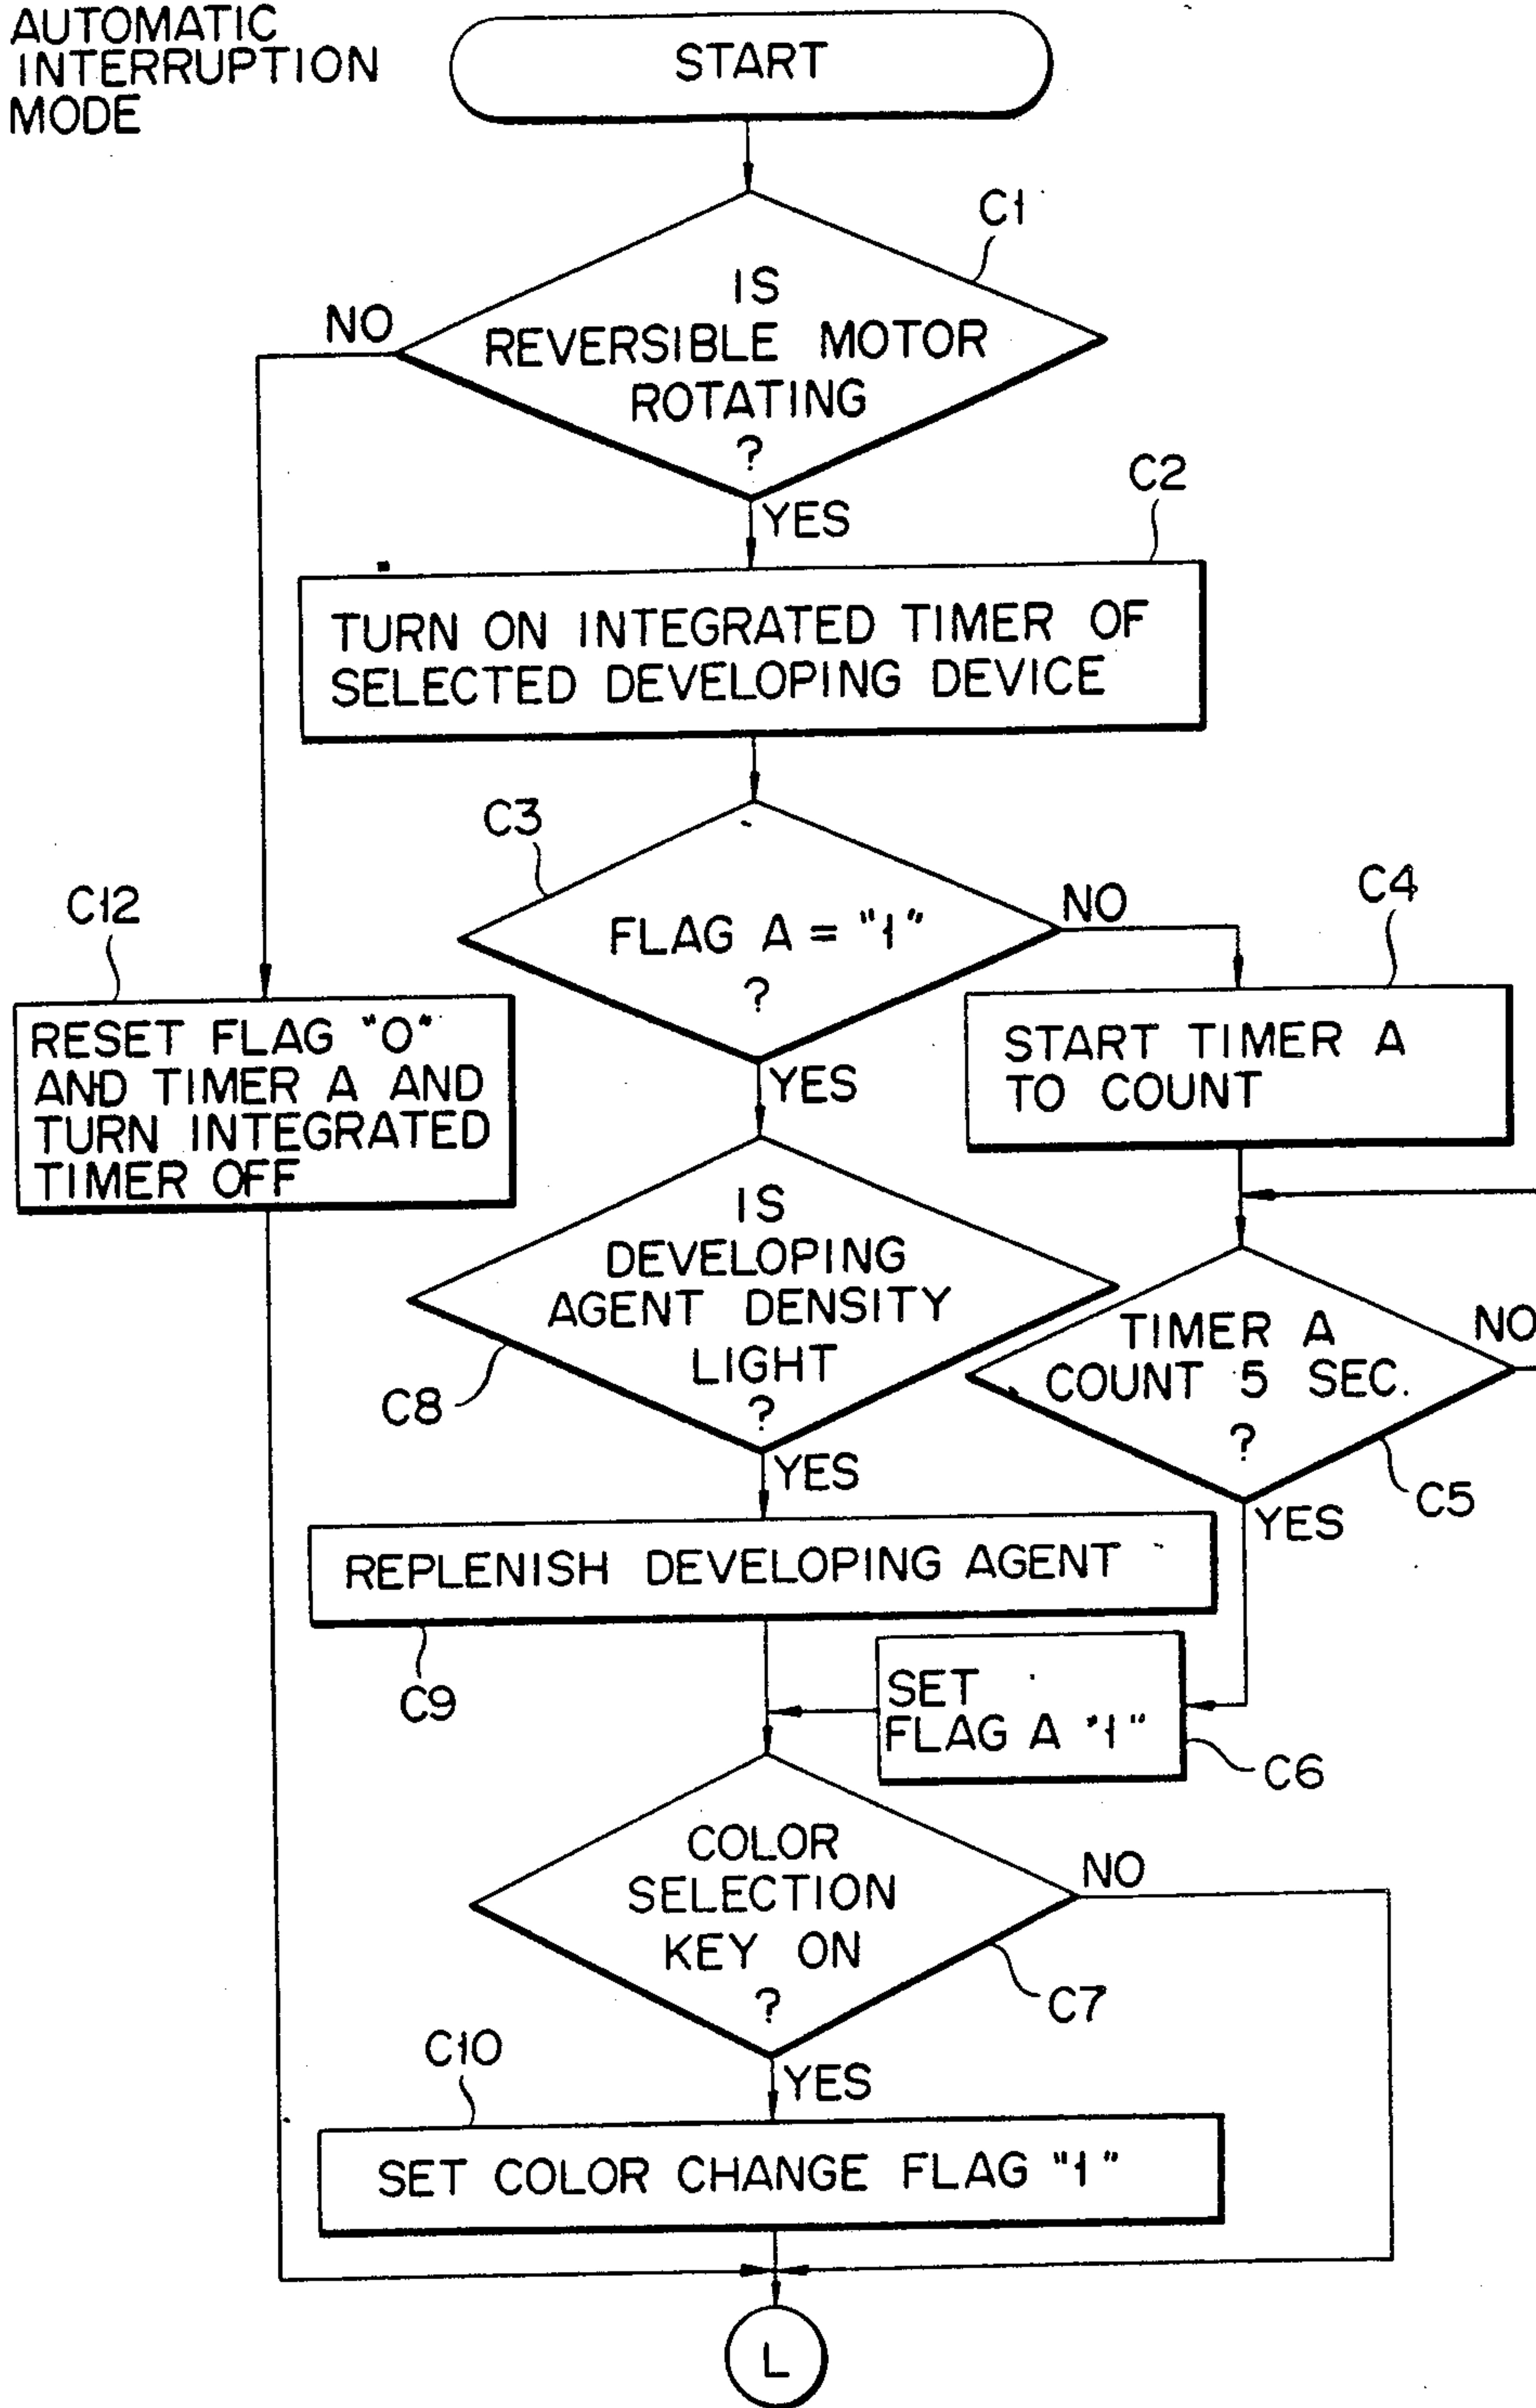 AUTOMATIC
INTERRUPTION
MODE
START
C1
IS
REVERSIBLE MOTOR
ROTATING
?
NO
YES
C2
TURN ON INTEGRATED TIMER OF
SELECTED DEVELOPING DEVICE
C3
FLAG A = "1"
?
NO
YES
C4
START TIMER A
TO COUNT
C12
RESET FLAG "0"
AND TIMER A AND
TURN INTEGRATED
TIMER OFF
IS
DEVELOPING
AGENT DENSITY
LIGHT
?
C8
YES
TIMER A
COUNT 5 SEC.
?
NO
C5
YES
REPLENISH DEVELOPING AGENT
C9
SET
FLAG A "1"
C6
COLOR
SELECTION
KEY ON
?
NO
C7
YES
C10
SET COLOR CHANGE FLAG "1"
L